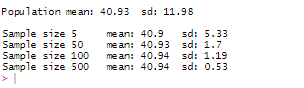 Population mean: 40.93 sd: 11.98
Sample size 5 mean: 40.9 sd: 5.33
Sample size 50 mean: 40.93 sd: 1.7
Sample size 100 mean: 40.94 sd: 1.19
Sample size 500 mean: 40.94 sd: 0.53
>